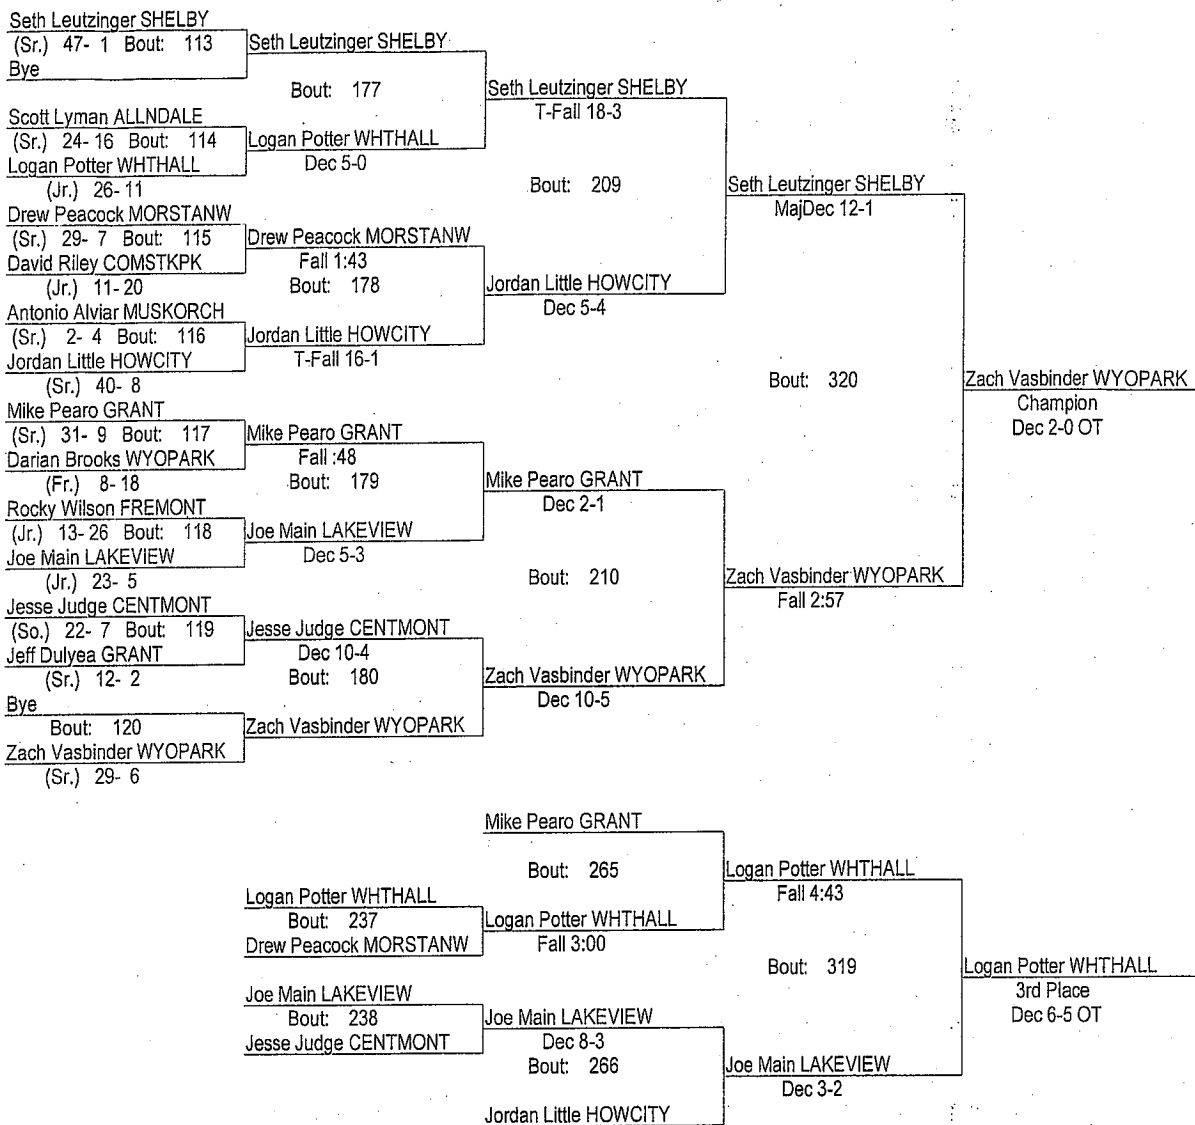 Seth Leutzinger SHELBY
(Sr.) 47- 1 Bout: 113
Bye
Seth Leutzinger SHELBY
Bout: 177
Scott Lyman ALLNDALE
(Sr.) 24- 16 Bout: 114
Logan Potter WHTHALL
(Jr.) 26- 11
Logan Potter WHTHALL
Dec 5-0
Seth Leutzinger SHELBY
T-Fall 18-3
Bout: 209
Drew Peacock MORSTANW
(Sr.) 29- 7 Bout: 115
David Riley COMSTKPK
(Jr.) 11- 20
Drew Peacock MORSTANW
Fall 1:43
Bout: 178
Antonio Alviar MUSKORCH
(Sr.) 2- 4 Bout: 116
Jordan Little HOWCITY
(Sr.) 40- 8
Jordan Little HOWCITY
T-Fall 16-1
Jordan Little HOWCITY
Dec 5-4
Seth Leutzinger SHELBY
MajDec 12-1
Bout: 320
Mike Pearo GRANT
(Sr.) 31- 9 Bout: 117
Darian Brooks WYOPARK
(Fr.) 8- 18
Mike Pearo GRANT
Fall :48
Bout: 179
Rocky Wilson FREMONT
(Jr.) 13- 26 Bout: 118
Joe Main LAKEVIEW
(Jr.) 23- 5
Joe Main LAKEVIEW
Dec 5-3
Mike Pearo GRANT
Dec 2-1
Bout: 210
Jesse Judge CENTMONT
(So.) 22- 7 Bout: 119
Jeff Dulyea GRANT
(Sr.) 12- 2
Jesse Judge CENTMONT
Dec 10-4
Bout: 180
Bye
Bout: 120
Zach Vasbinder WYOPARK
(Sr.) 29- 6
Zach Vasbinder WYOPARK
Zach Vasbinder WYOPARK
Dec 10-5
Zach Vasbinder WYOPARK
Fall 2:57
Zach Vasbinder WYOPARK
Champion
Dec 2-0 OT
Mike Pearo GRANT
Bout: 265
Logan Potter WHTHALL
Bout: 237
Drew Peacock MORSTANW
Logan Potter WHTHALL
Fall 3:00
Logan Potter WHTHALL
Fall 4:43
Bout: 319
Joe Main LAKEVIEW
Bout: 238
Jesse Judge CENTMONT
Joe Main LAKEVIEW
Dec 8-3
Bout: 266
Jordan Little HOWCITY
Joe Main LAKEVIEW
Dec 3-2
Logan Potter WHTHALL
3rd Place
Dec 6-5 OT